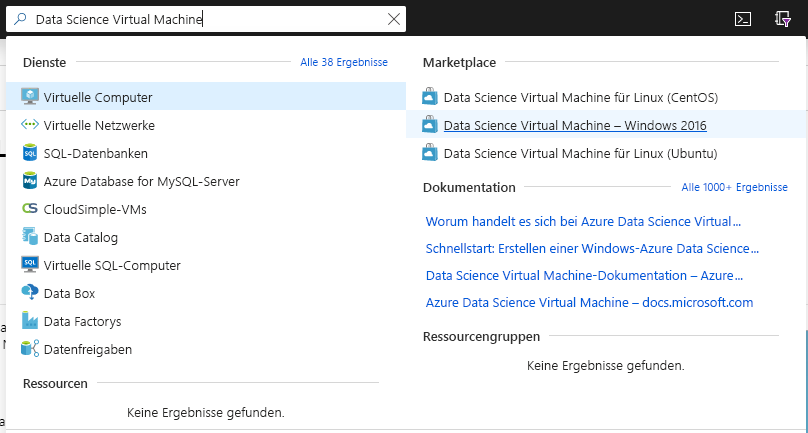 Data Science Virtual Machine
Dienste
Alle 38 Ergebnisse
Virtuelle Computer
Virtuelle Netzwerke
SQL-Datenbanken
Azure Database for MySQL-Server
CloudSimple-VMs
Data Catalog
Virtuelle SQL-Computer
Data Box
Data Factorys
Datenfreigaben
Ressourcen
Keine Ergebnisse gefunden.
Marketplace
Data Science Virtual Machine für Linux (CentOS)
Data Science Virtual Machine – Windows 2016
Data Science Virtual Machine für Linux (Ubuntu)
Dokumentation
Alle 1000+ Ergebnisse
Worum handelt es sich bei Azure Data Science Virtual...
Schnellstart: Erstellen einer Windows-Azure Data Science...
Data Science Virtual Machine-Dokumentation – Azure...
Azure Data Science Virtual Machine – docs.microsoft.com
Ressourcengruppen
Keine Ergebnisse gefunden.